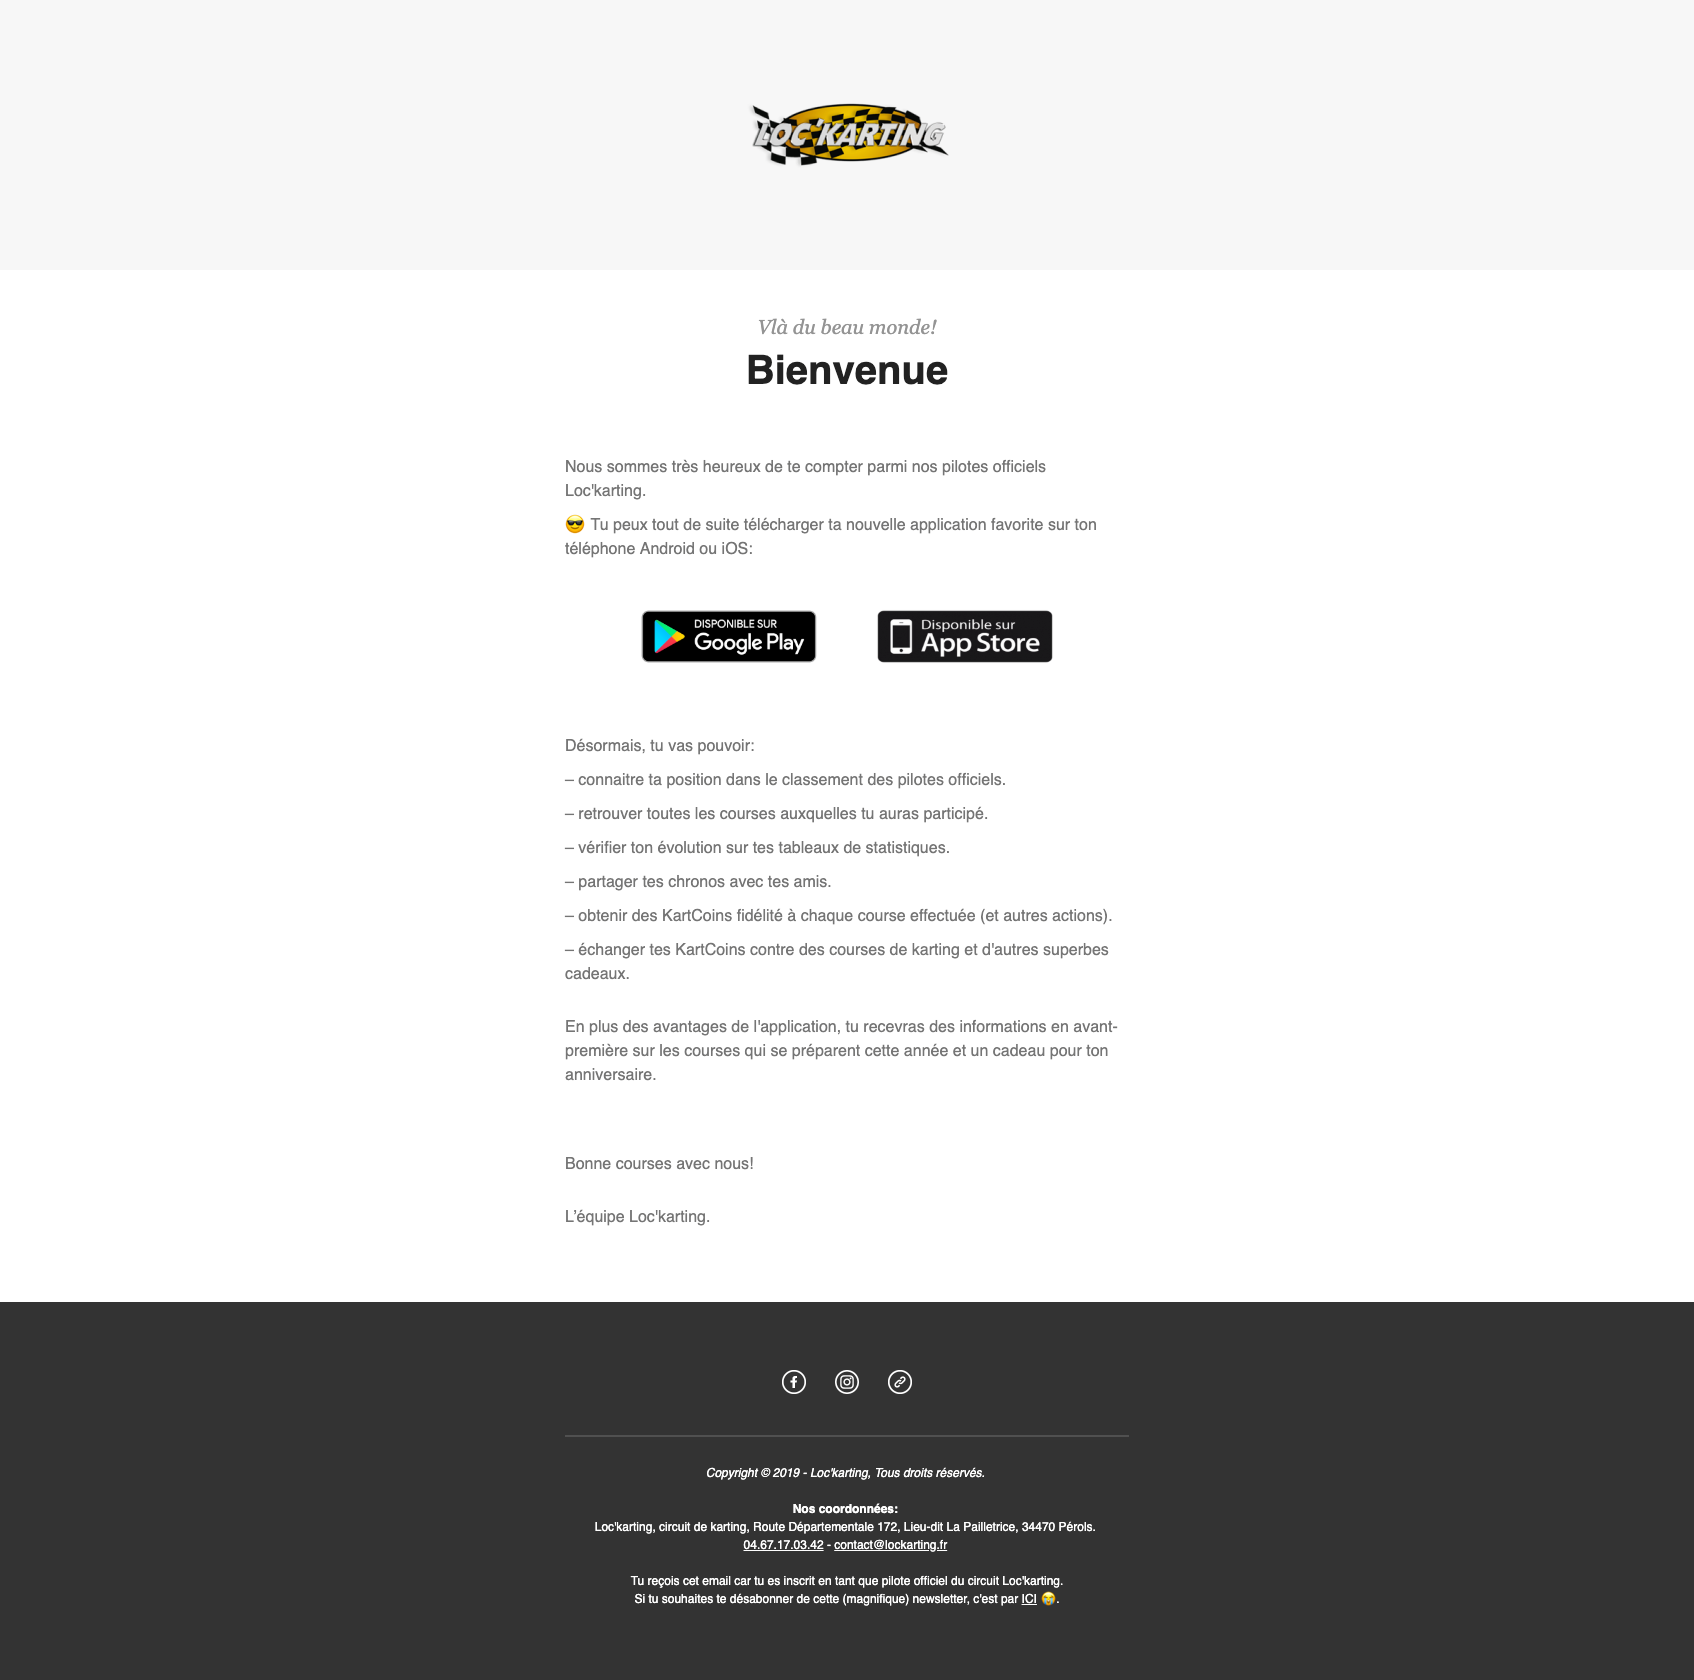 LOC'KARTING
Vlà du beau monde!
Bienvenue
Nous sommes très heureux de te compter parmi nos pilotes officiels
Loc'karting.
😎 Tu peux tout de suite télécharger ta nouvelle application favorite sur ton
téléphone Android ou iOS:
DISPONIBLE SUR
Google Play
Disponible sur
App Store
Désormais, tu vas pouvoir:
– connaitre ta position dans le classement des pilotes officiels.
– retrouver toutes les courses auxquelles tu auras participé.
– vérifier ton évolution sur tes tableaux de statistiques.
– partager tes chronos avec tes amis.
– obtenir des KartCoins fidélité à chaque course effectuée (et autres actions).
– échanger tes KartCoins contre des courses de karting et d'autres superbes
cadeaux.
En plus des avantages de l'application, tu recevras des informations en avant-
première sur les courses qui se préparent cette année et un cadeau pour ton
anniversaire.
Bonne courses avec nous!
L’équipe Loc'karting.
Copyright © 2019 - Loc'karting, Tous droits réservés.
Nos coordonnées:
Loc'karting, circuit de karting, Route Départementale 172, Lieu-dit La Pailletrice, 34470 Pérols.
04.67.17.03.42 - contact@lockarting.fr
Tu reçois cet email car tu es inscrit en tant que pilote officiel du circuit Loc'karting.
Si tu souhaites te désabonner de cette (magnifique) newsletter, c'est par ICI 😭.